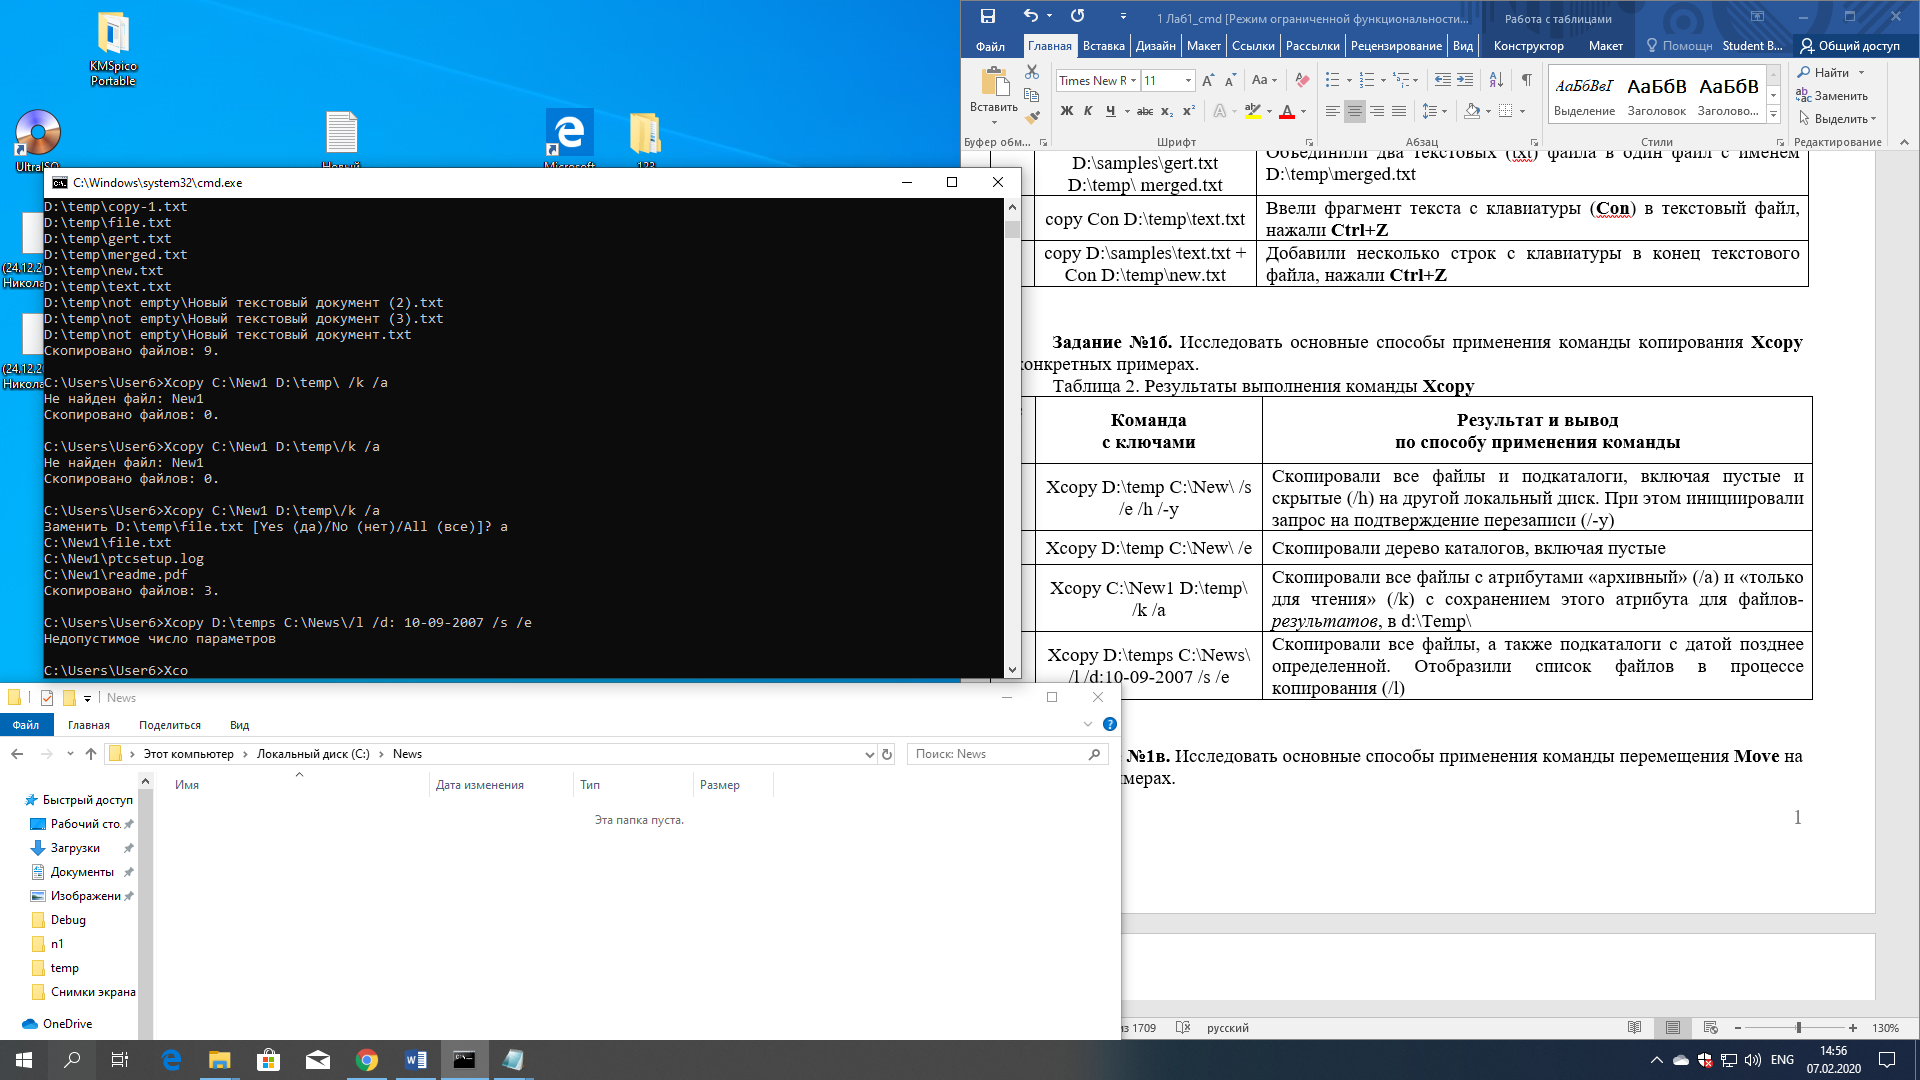 KMSpico
Portable
UltraISO
Новый
Microsoft
123
(24.12.2
Никола
(24.12.2
Никола
C:\Windows\system32\cmd.exe
D:\temp\copy-1.txt
D:\temp\file.txt
D:\temp\gert.txt
D:\temp\merged.txt
D:\temp\new.txt
D:\temp\text.txt
D:\temp\not empty\Новый текстовый документ (2).txt
D:\temp\not empty\Новый текстовый документ (3).txt
D:\temp\not empty\Новый текстовый документ.txt
Скопировано файлов: 9.
C:\Users\User6>Xcopy C:\New1 D:\temp\ /k /a
Не найден файл: New1
Скопировано файлов: 0.
C:\Users\User6>Xcopy C:\New1 D:\temp\/k /a
Не найден файл: New1
Скопировано файлов: 0.
C:\Users\User6>Xcopy C:\New1 D:\temp\/k /a
Заменить D:\temp\file.txt [Yes (да)/No (нет)/All (все)]? a
C:\New1\file.txt
C:\New1\ptcsetup.log
C:\New1\readme.pdf
Скопировано файлов: 3.
C:\Users\User6>Xcopy D:\temps C:\News\/l /d: 10-09-2007 /s /e
Недопустимое число параметров
C:\Users\User6>Xco
News
Файл Главная Поделиться Вид
Этот компьютер Локальный диск (C:) News
Поиск: News
Имя Дата изменения Тип Размер
Эта папка пуста.
Быстрый доступ
Рабочий сто.
Загрузки
Документы
Изображени
Debug
n1
temp
Снимки экрана
OneDrive
1 Лаб1_cmd [Режим ограниченной функциональности...
Работа с таблицами
Файл Главная Вставка Дизайн Макет Ссылки Рассылки Рецензирование Вид Конструктор Макет Помощн Student B... Общий доступ
Вставить
Буфер обм...
Times New R 11
Ж К Ч abc x₂ x²
Шрифт
Абзац
АаБбВвІ АаБбВ АаБбВ
Выделение Заголовок Заголово...
Стили
Найти
Заменить
Выделить
Редактирование
D:\samples\gert.txt
D:\temp\ merged.txt
Объединили два текстовых (txt) файла в один файл с именем
D:\temp\merged.txt
copy Con D:\temp\text.txt
Ввели фрагмент текста с клавиатуры (Con) в текстовый файл,
нажали Ctrl+Z
copy D:\samples\text.txt +
Con D:\temp\new.txt
Добавили несколько строк с клавиатуры в конец текстового
файла, нажали Ctrl+Z
Задание №1б. Исследовать основные способы применения команды копирования Xcopy
конкретных примерах.
Таблица 2. Результаты выполнения команды Xcopy
Команда
с ключами
Результат и вывод
по способу применения команды
Xcopy D:\temp C:\New\ /s
/e /h /-y
Скопировали все файлы и подкаталоги, включая пустые и
скрытые (/h) на другой локальный диск. При этом инициировали
запрос на подтверждение перезаписи (/-y)
Xcopy D:\temp C:\New\ /e
Скопировали дерево каталогов, включая пустые
Xcopy C:\New1 D:\temp\
/k /a
Скопировали все файлы с атрибутами «архивный» (/a) и «только
для чтения» (/k) с сохранением этого атрибута для файлов-
результатов, в d:\Temp\
Xcopy D:\temps C:\News\
/l /d:10-09-2007 /s /e
Скопировали все файлы, а также подкаталоги с датой позднее
определенной. Отобразили список файлов в процессе
копирования (/l)
№1в. Исследовать основные способы применения команды перемещения Move на
мерах.
1
из 1709
русский
130%
ENG
14:56
07.02.2020